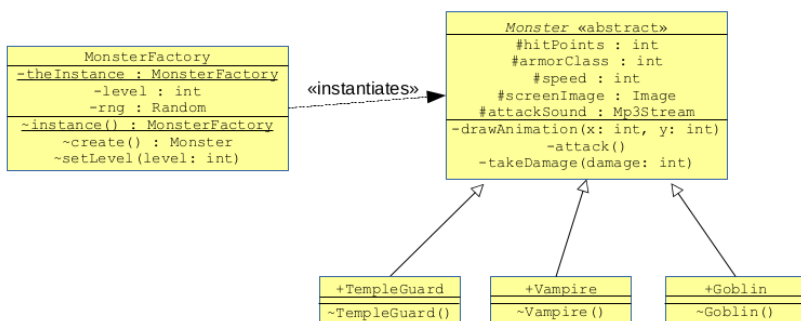 MonsterFactory
-theInstance : MonsterFactory
-level : int
-rng : Random
~instance() : MonsterFactory
~create() : Monster
~setLevel(level: int)
«instantiates»
Monster «abstract»
#hitPoints : int
#armorClass : int
#speed : int
#screenImage : Image
#attackSound : Mp3Stream
-drawAnimation(x: int, y: int)
-attack()
-takeDamage(damage: int)
+TempleGuard
~TempleGuard()
+Vampire
~Vampire()
+Goblin
~Goblin()